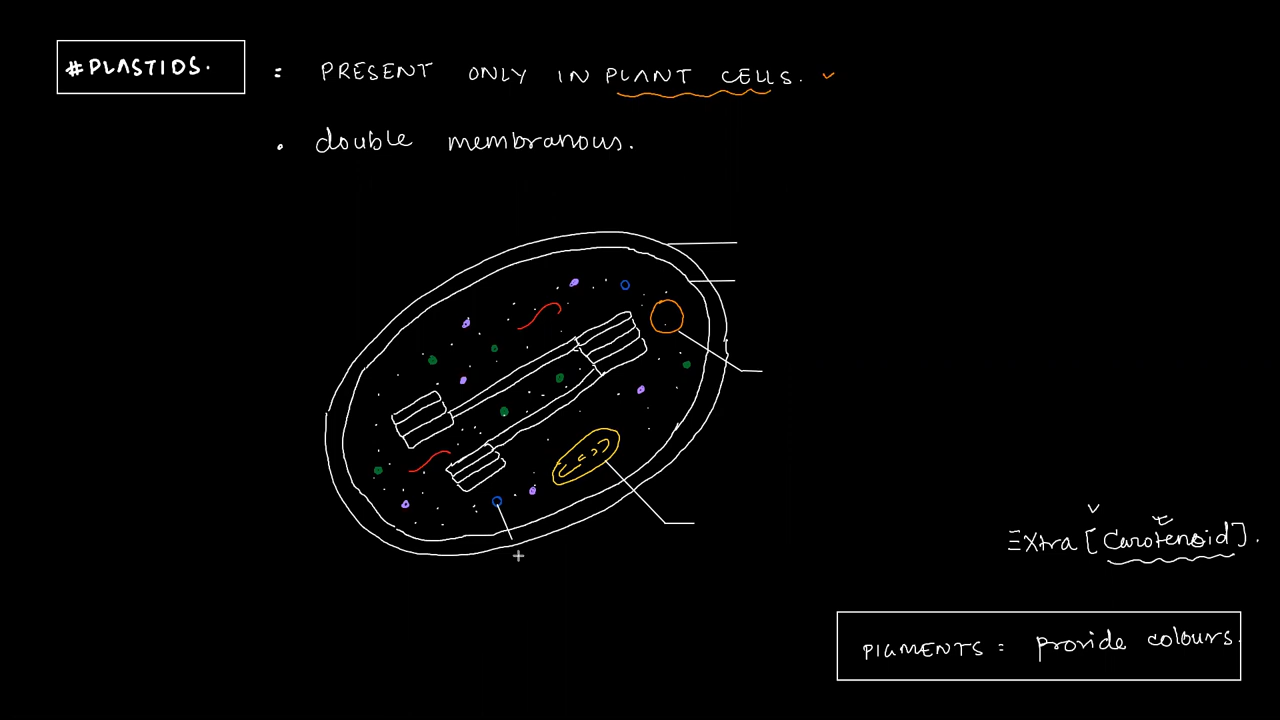 #PLASTIDS.
= PRESENT ONLY IN PLANT CELLS.
• double membranous.
Extra [Carotenoid].
PIGMENTS = provide colours.